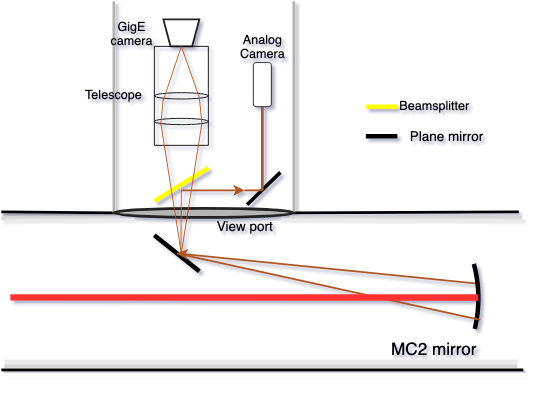 GigE
camera
Analog
Camera
Telescope
Beamsplitter
Plane mirror
View port
MC2 mirror